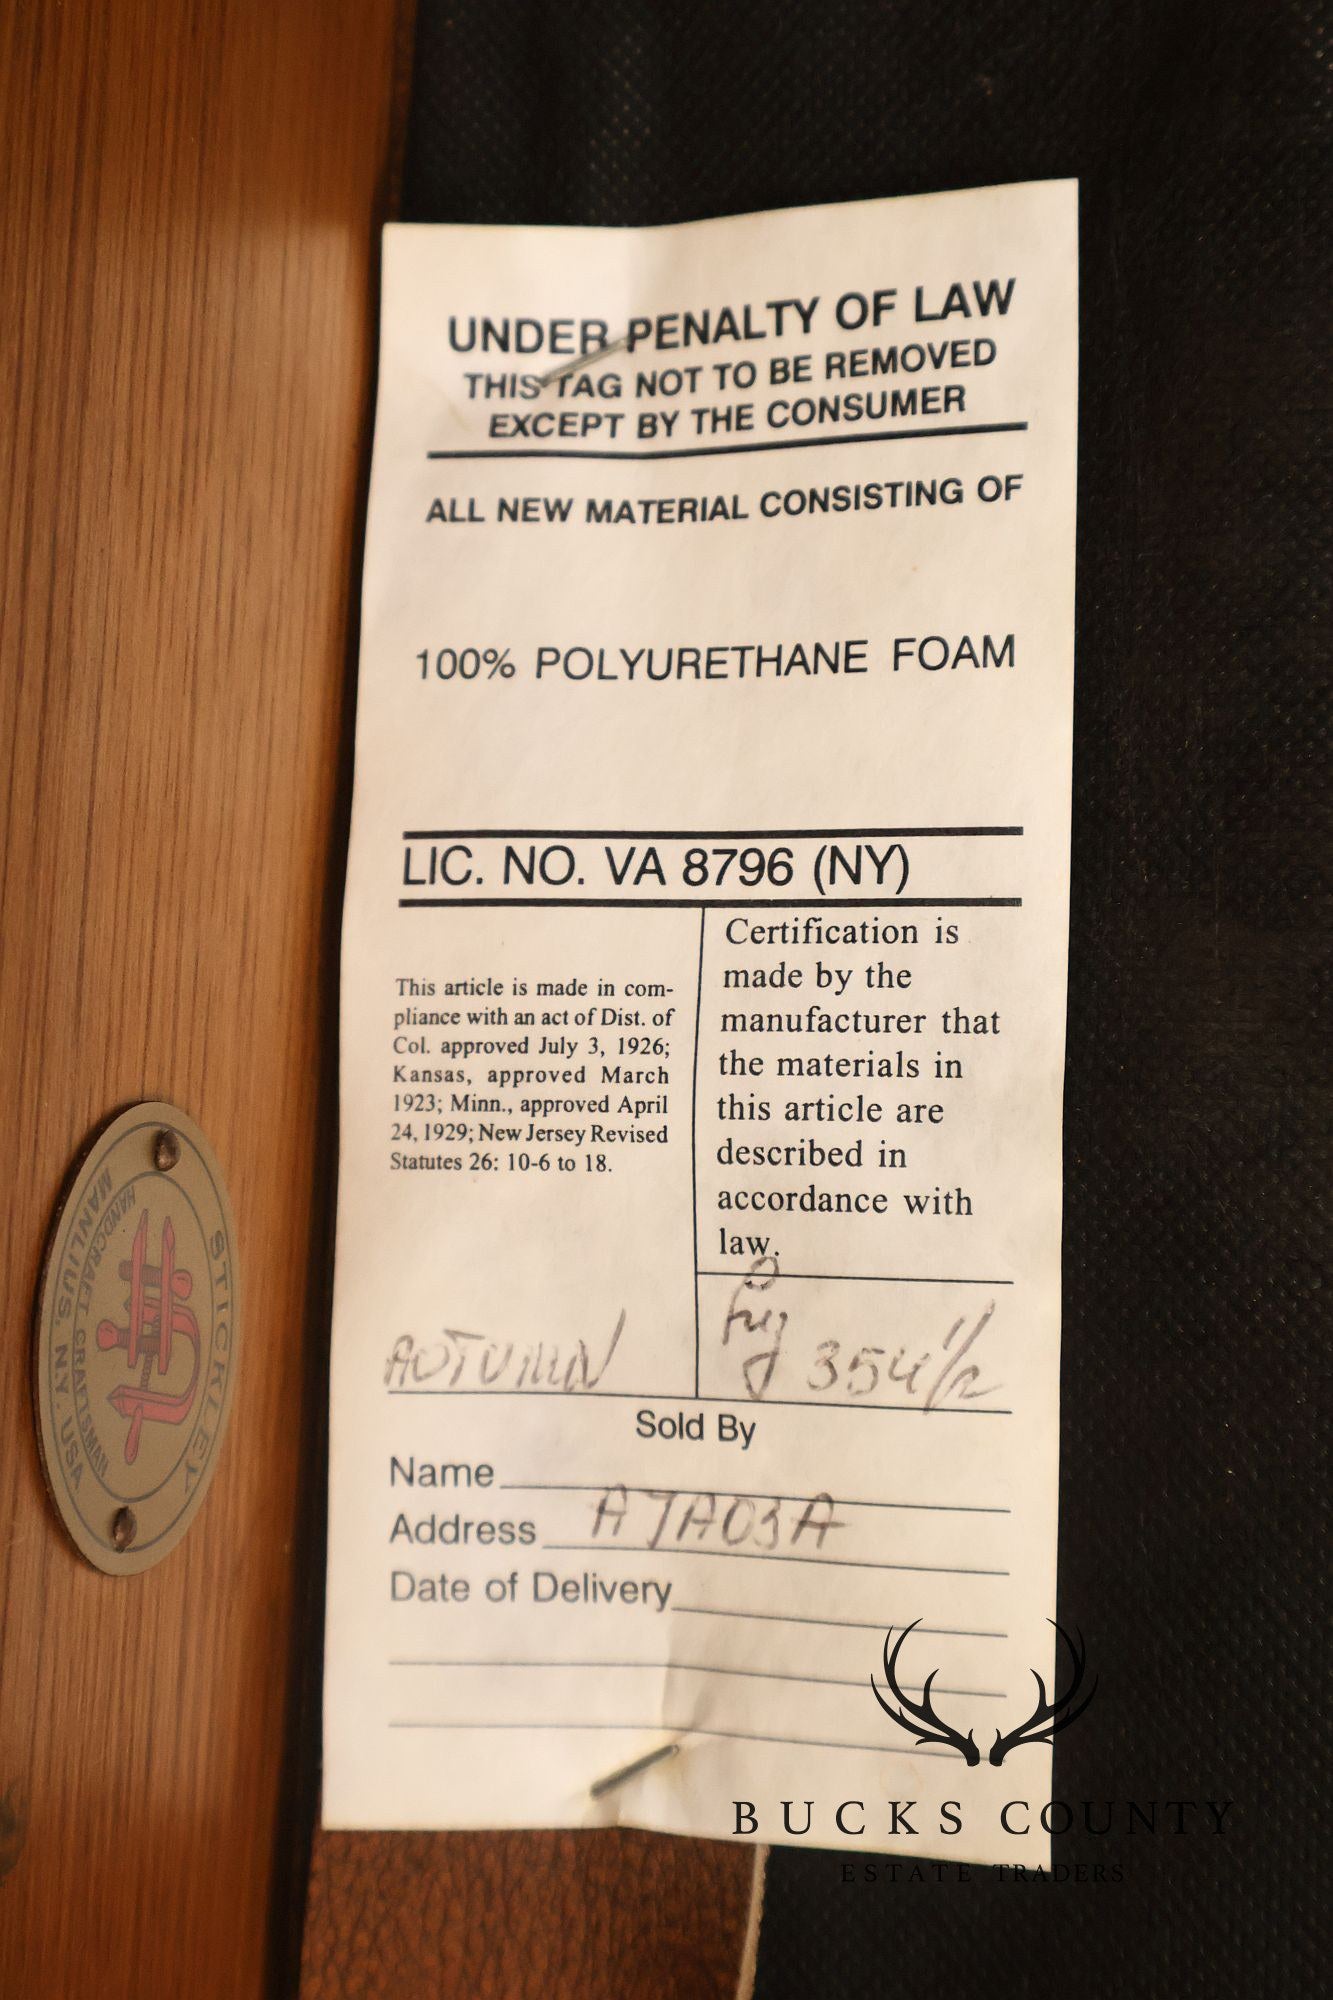 UNDER PENALTY OF LAW
THIS TAG NOT TO BE REMOVED
EXCEPT BY THE CONSUMER
ALL NEW MATERIAL CONSISTING OF
100% POLYURETHANE FOAM
LIC. NO. VA 8796 (NY)
This article is made in com-
pliance with an act of Dist. of
Col. approved July 3, 1926;
Kansas, approved March
1923; Minn., approved April
24, 1929; New Jersey Revised
Statutes 26: 10-6 to 18.
Certification is
made by the
manufacturer that
the materials in
this article are
described in
accordance with
law.
AUTUMN
354 1/2
Sold By
Name
Address
Date of Delivery
STICKLEY
HANDCRAFT CRAFTSMAN
MANLIUS, NY. USA
BUCKS COUNTY
ESTATE TRADERS